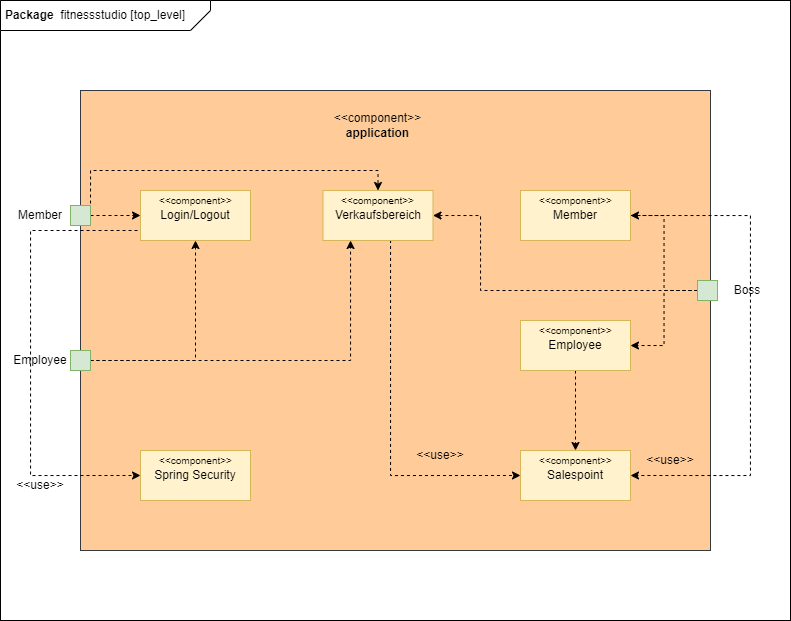 Package fitnessstudio [top_level]
<<component>>
application
<<component>>
Login/Logout
<<component>>
Verkaufsbereich
<<component>>
Member
Member
Boss
<<component>>
Employee
Employee
<<use>>
<<use>>
<<component>>
Spring Security
<<component>>
Salespoint
<<use>>